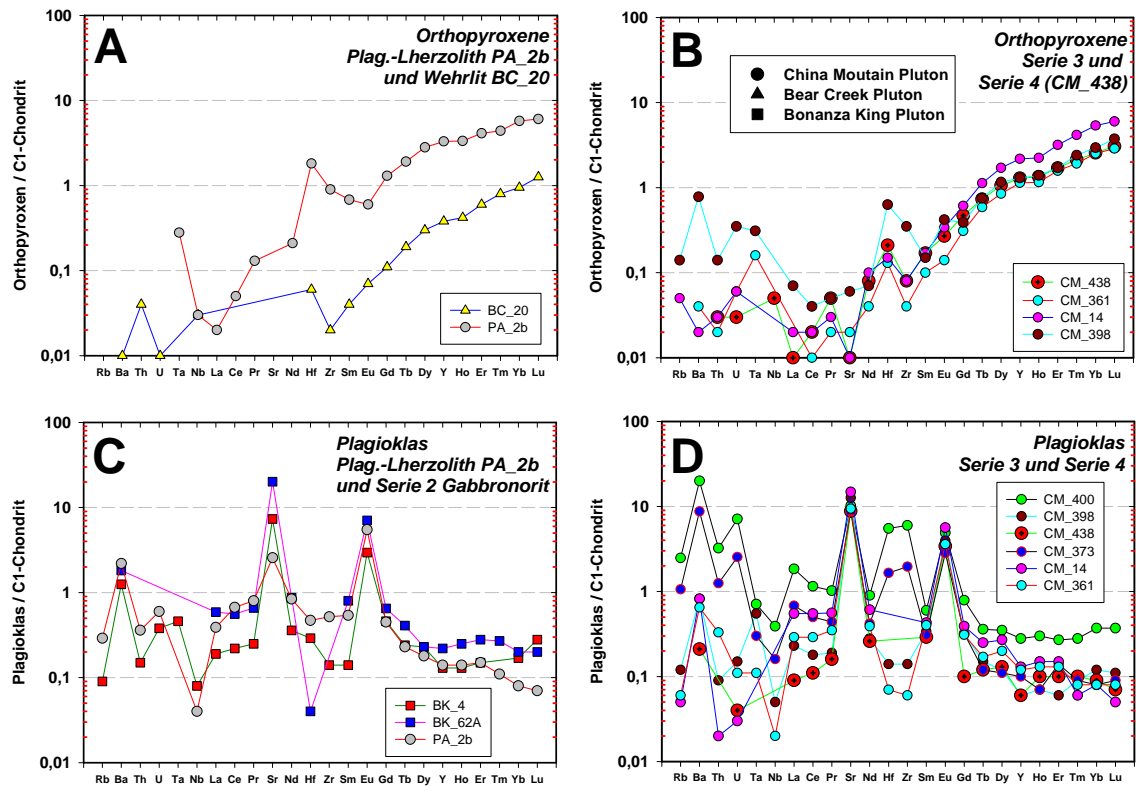 A
Orthopyroxene
Plag.-Lherzolith PA_2b
und Wehrlit BC_20
Orthopyroxen / C1-Chondrit
100
10
1
0,1
0,01
BC_20
PA_2b
Rb Ba Th U Ta Nb La Ce Pr Sr Nd Hf Zr Sm Eu Gd Tb Dy Y Ho Er Tm Yb Lu
B
Orthopyroxene
Serie 3 und
Serie 4 (CM_438)
China Moutain Pluton
Bear Creek Pluton
Bonanza King Pluton
Orthopyroxen / C1-Chondrit
100
10
1
0,1
0,01
CM_438
CM_361
CM_14
CM_398
Rb Ba Th U Ta Nb La Ce Pr Sr Nd Hf Zr Sm Eu Gd Tb Dy Y Ho Er Tm Yb Lu
C
Plagioklas
Plag.-Lherzolith PA_2b
und Serie 2 Gabbronorit
Plagioklas / C1-Chondrit
100
10
1
0,1
0,01
BK_4
BK_62A
PA_2b
Rb Ba Th U Ta Nb La Ce Pr Sr Nd Hf Zr Sm Eu Gd Tb Dy Y Ho Er Tm Yb Lu
D
Plagioklas
Serie 3 und Serie 4
Plagioklas / C1-Chondrit
100
10
1
0,1
0,01
CM_400
CM_398
CM_438
CM_373
CM_14
CM_361
Rb Ba Th U Ta Nb La Ce Pr Sr Nd Hf Zr Sm Eu Gd Tb Dy Y Ho Er Tm Yb Lu